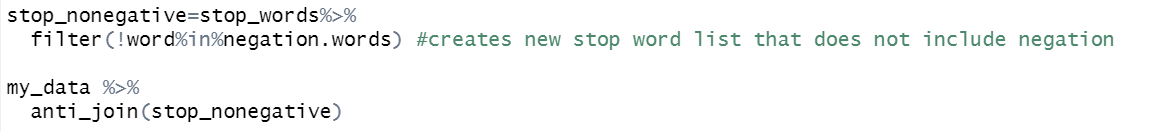 stop_nonegative=stop_words%>%
  filter(!word%in%negation.words) #creates new stop word list that does not include negation

my_data %>%
  anti_join(stop_nonegative)